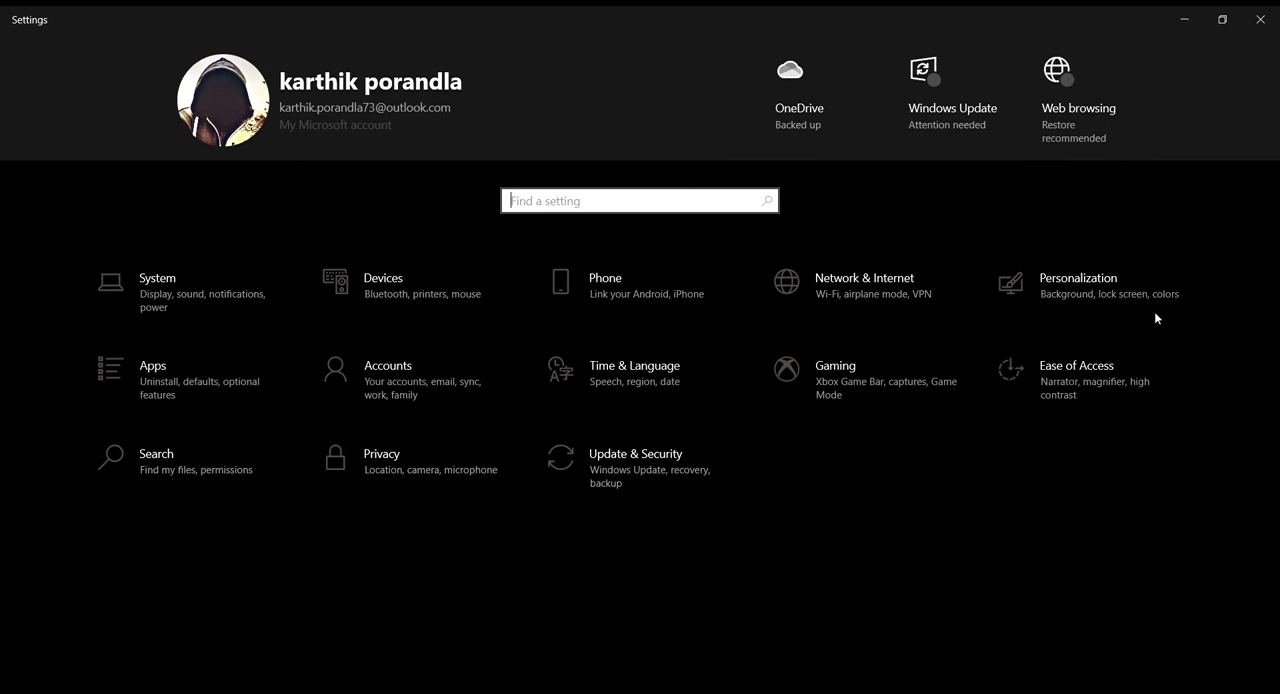 Settings
karthik porandla
karthik.porandla73@outlook.com
My Microsoft account
OneDrive
Backed up
Windows Update
Attention needed
Web browsing
Restore
recommended
Find a setting
System
Display, sound, notifications,
power
Devices
Bluetooth, printers, mouse
Phone
Link your Android, iPhone
Network & Internet
Wi-Fi, airplane mode, VPN
Personalization
Background, lock screen, colors
Apps
Uninstall, defaults, optional
features
Accounts
Your accounts, email, sync,
work, family
Time & Language
Speech, region, date
Gaming
Xbox Game Bar, captures, Game
Mode
Ease of Access
Narrator, magnifier, high
contrast
Search
Find my files, permissions
Privacy
Location, camera, microphone
Update & Security
Windows Update, recovery,
backup